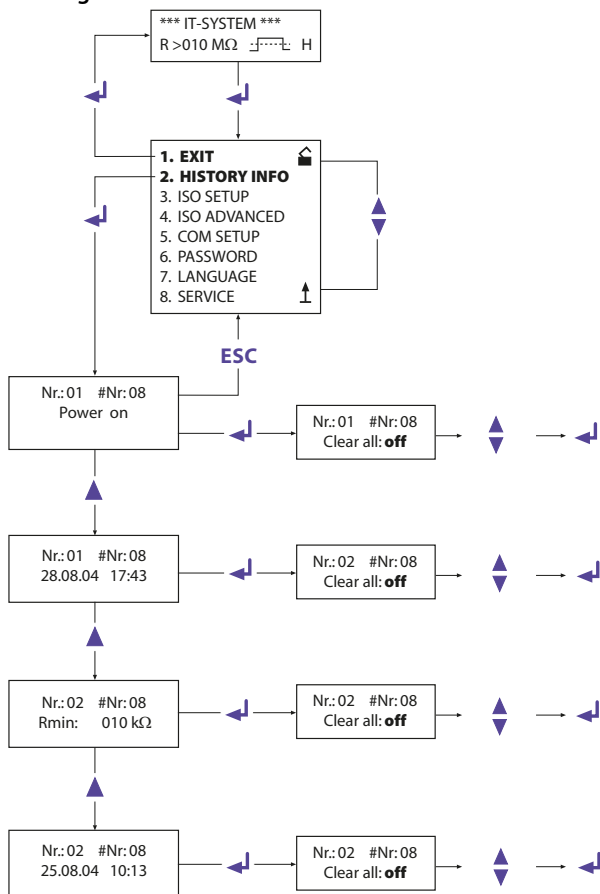 *** IT-SYSTEM ***
R >010 MΩ H
1. EXIT
2. HISTORY INFO
3. ISO SETUP
4. ISO ADVANCED
5. COM SETUP
6. PASSWORD
7. LANGUAGE
8. SERVICE
ESC
Nr.: 01 #Nr: 08
Power on
Nr.: 01 #Nr: 08
Clear all: off
Nr.: 01 #Nr: 08
28.08.04 17:43
Nr.: 02 #Nr: 08
Clear all: off
Nr.: 02 #Nr: 08
Rmin: 010 kΩ
Nr.: 02 #Nr: 08
Clear all: off
Nr.: 02 #Nr: 08
25.08.04 10:13
Nr.: 02 #Nr: 08
Clear all: off